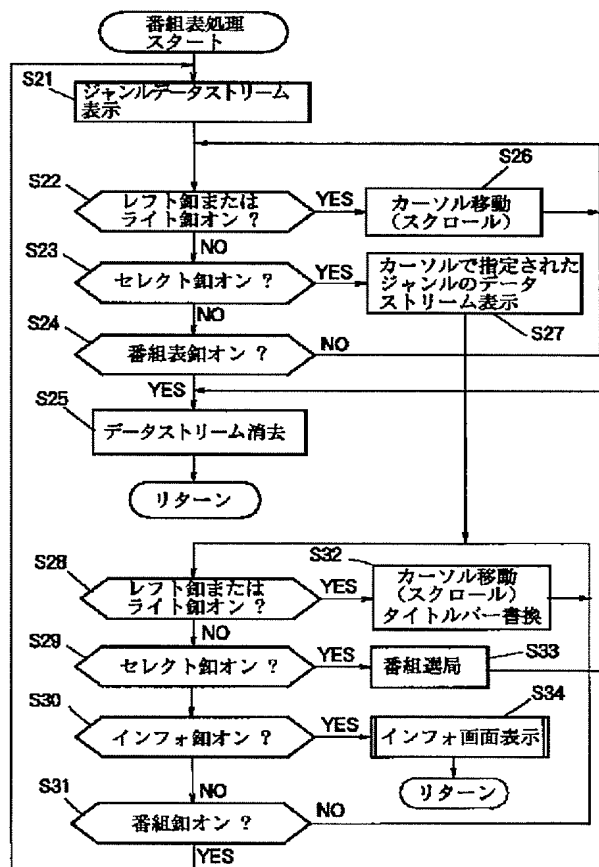 番組表処理
スタート
S21
ジャンルデータストリーム
表示
S22
レフト釦または
ライト釦オン ?
YES
S26
カーソル移動
(スクロール)
NO
S23
セレクト釦オン ?
YES
カーソルで指定された
ジャンルのデータ
ストリーム表示
S27
NO
S24
番組表釦オン ?
NO
YES
S25
データストリーム消去
リターン
S28
レフト釦または
ライト釦オン ?
YES
S32
カーソル移動
(スクロール)
タイトルバー書換
NO
S29
セレクト釦オン ?
YES
番組選局
S33
S30
インフォ釦オン ?
YES
S34
インフォ画面表示
リターン
NO
S31
番組釦オン ?
NO
YES